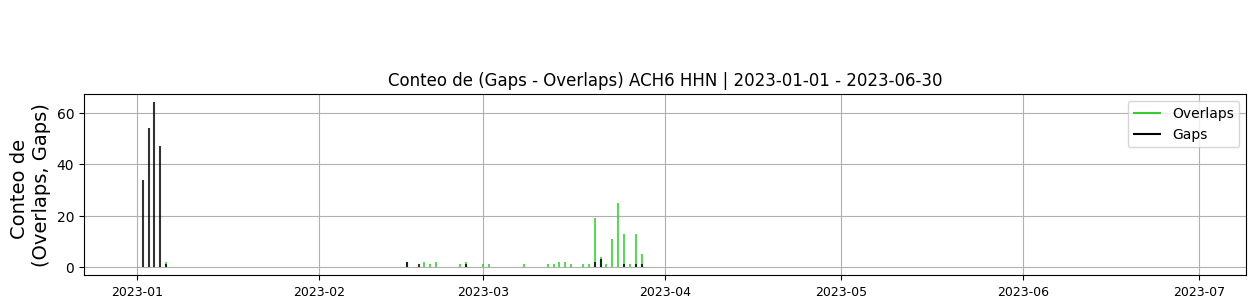 Conteo de (Gaps - Overlaps) ACH6 HHN | 2023-01-01 - 2023-06-30
Conteo de
(Overlaps, Gaps)
60
40
20
0
Overlaps
Gaps
2023-01
2023-02
2023-03
2023-04
2023-05
2023-06
2023-07